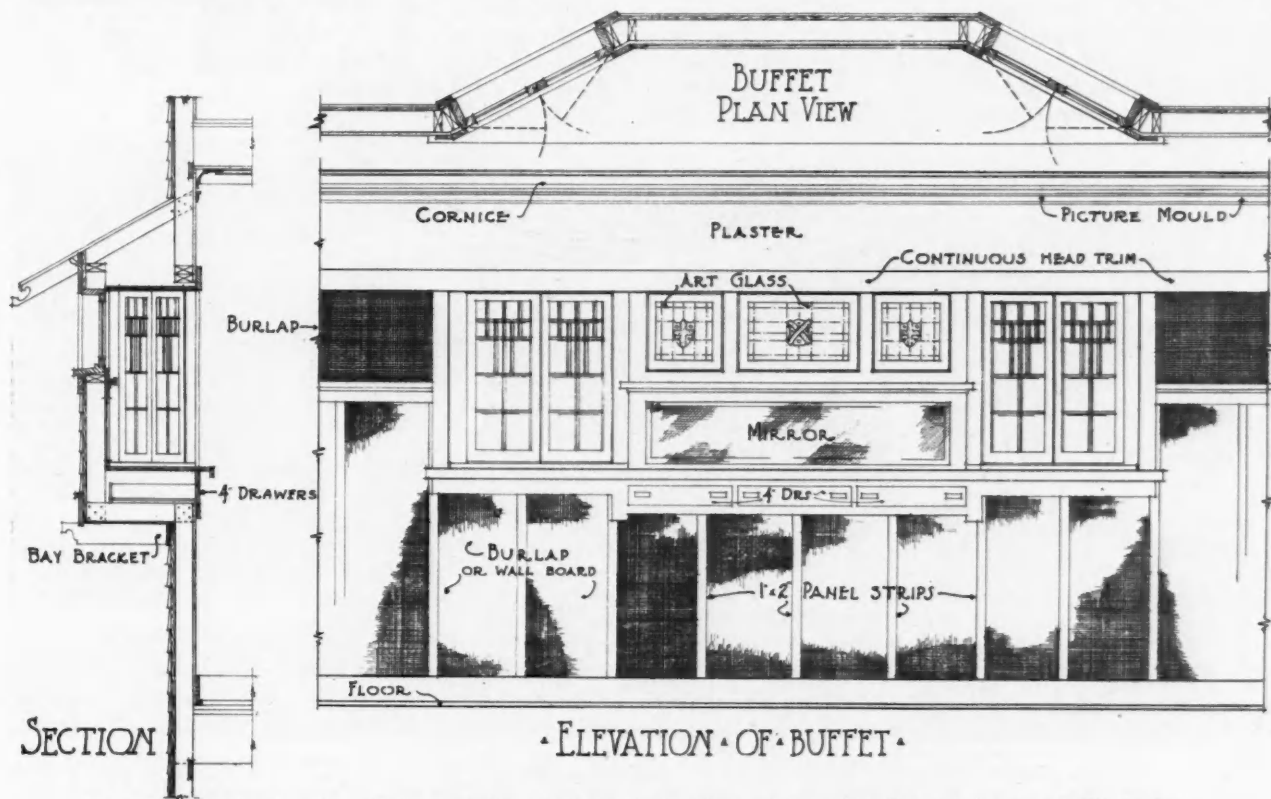 BUFFET
PLAN VIEW
CORNICE
PICTURE MOULD
PLASTER
CONTINUOUS HEAD TRIM
ART GLASS
BURLAP
MIRROR
4" DRAWERS
4" DRS
BAY BRACKET
BURLAP
OR WALL BOARD
1"x2" PANEL STRIPS
FLOOR
SECTION
· ELEVATION · OF · BUFFET ·